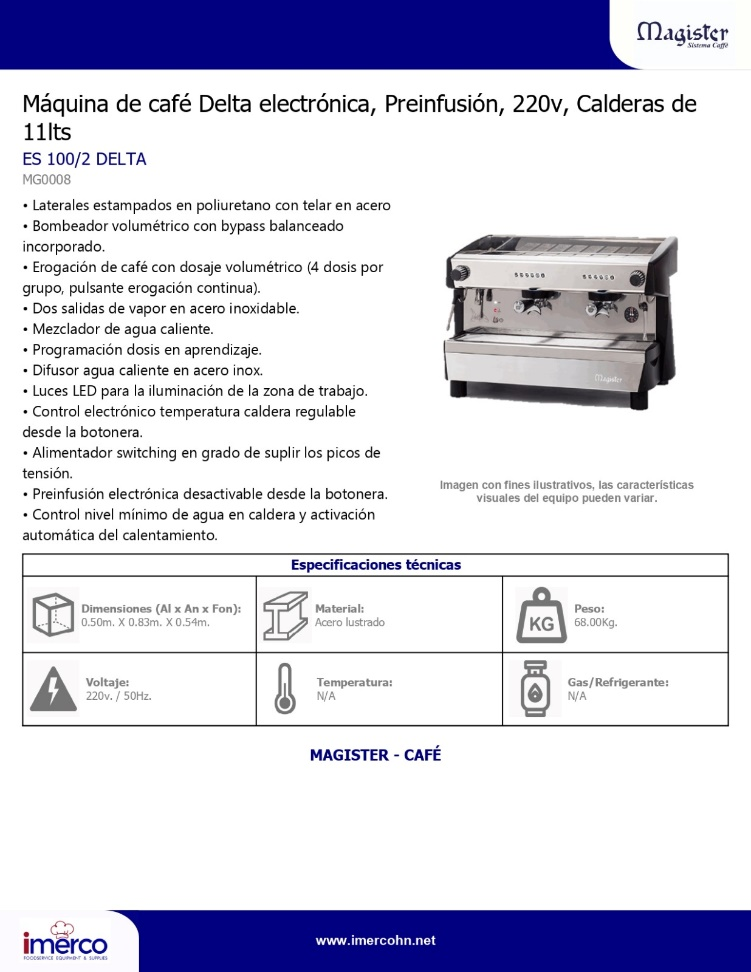 Magister
Sistema Caffé
Máquina de café Delta electrónica, Preinfusión, 220v, Calderas de
11lts
ES 100/2 DELTA
MG0008
• Laterales estampados en poliuretano con telar en acero
• Bombeador volumétrico con bypass balanceado
incorporado.
• Erogación de café con dosaje volumétrico (4 dosis por
grupo, pulsante erogación continua).
• Dos salidas de vapor en acero inoxidable.
• Mezclador de agua caliente.
• Programación dosis en aprendizaje.
• Difusor agua caliente en acero inox.
• Luces LED para la iluminación de la zona de trabajo.
• Control electrónico temperatura caldera regulable
desde la botonera.
• Alimentador switching en grado de suplir los picos de
tensión.
• Preinfusión electrónica desactivable desde la botonera.
• Control nivel mínimo de agua en caldera y activación
automática del calentamiento.
Magister
Imagen con fines ilustrativos, las características
visuales del equipo pueden variar.
Especificaciones técnicas
Dimensiones (Al x An x Fon):
0.50m. X 0.83m. X 0.54m.
Material:
Acero lustrado
KG
Peso:
68.00Kg.
Voltaje:
220v. / 50Hz.
Temperatura:
N/A
Gas/Refrigerante:
N/A
MAGISTER - CAFÉ
imerco
FOODSERVICE EQUIPMENT & SUPPLIES
www.imercohn.net